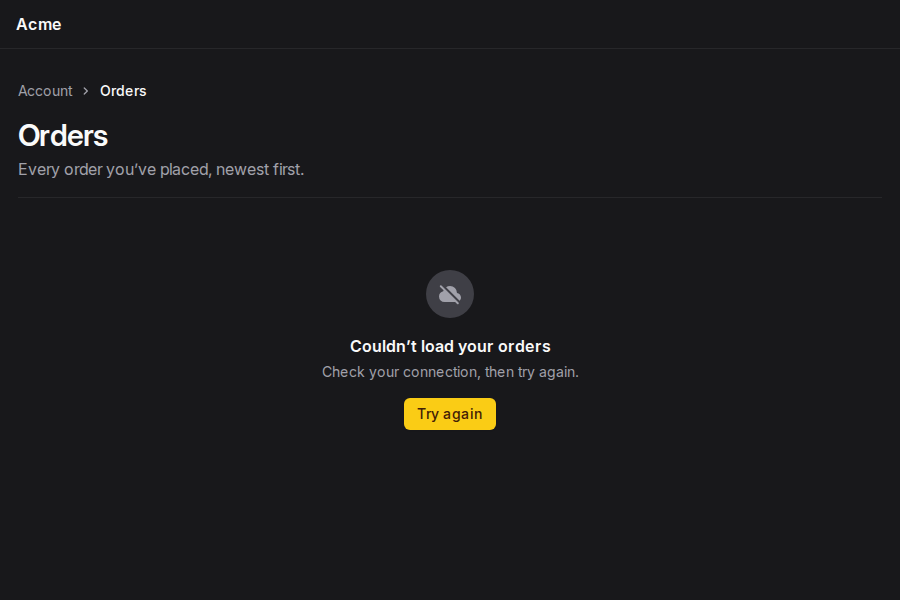 Acme
Account › Orders
Orders
Every order you’ve placed, newest first.
Couldn’t load your orders
Check your connection, then try again.
Try again